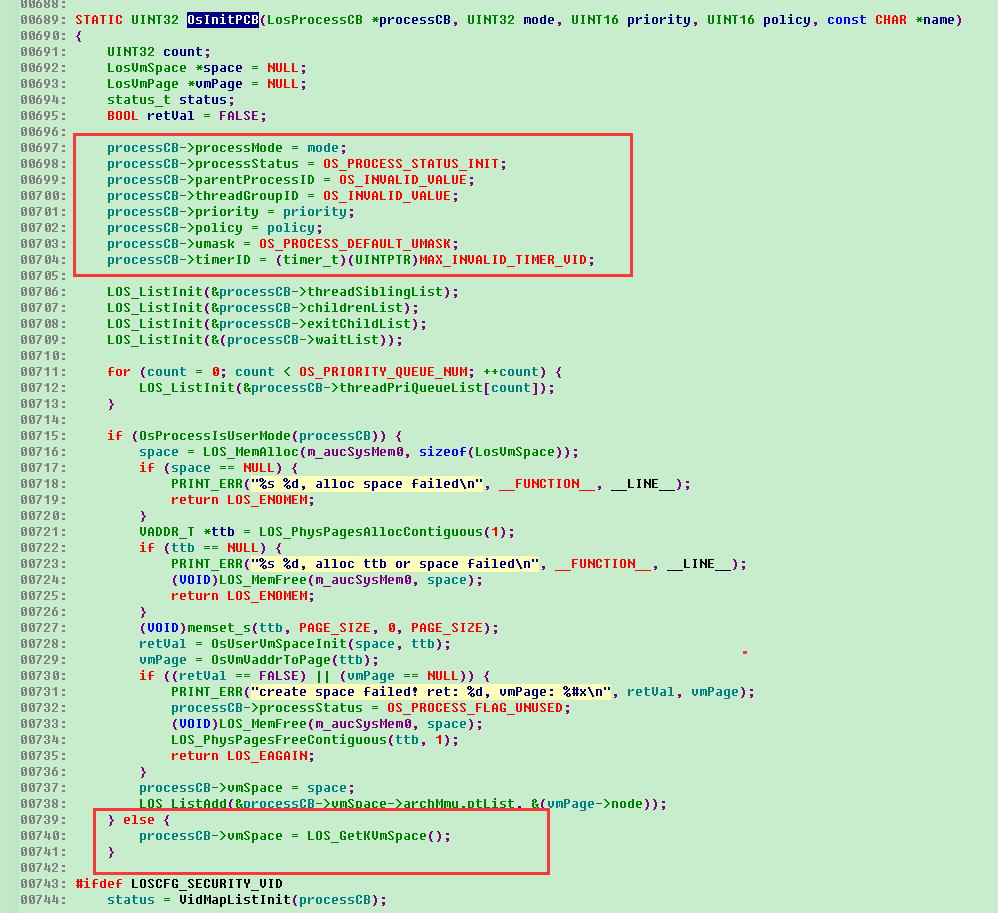 00688:
00689: STATIC UINT32 OsInitPCB(LosProcessCB *processCB, UINT32 mode, UINT16 priority, UINT16 policy, const CHAR *name)
00690: {
00691:     UINT32 count;
00692:     LosVmSpace *space = NULL;
00693:     LosVmPage *vmPage = NULL;
00694:     status_t status;
00695:     BOOL retVal = FALSE;
00696:
00697:     processCB->processMode = mode;
00698:     processCB->processStatus = OS_PROCESS_STATUS_INIT;
00699:     processCB->parentProcessID = OS_INVALID_VALUE;
00700:     processCB->threadGroupID = OS_INVALID_VALUE;
00701:     processCB->priority = priority;
00702:     processCB->policy = policy;
00703:     processCB->umask = OS_PROCESS_DEFAULT_UMASK;
00704:     processCB->timerID = (timer_t)(UINTPTR)MAX_INVALID_TIMER_VID;
00705:
00706:     LOS_ListInit(&processCB->threadSiblingList);
00707:     LOS_ListInit(&processCB->childrenList);
00708:     LOS_ListInit(&processCB->exitChildList);
00709:     LOS_ListInit(&(processCB->waitList));
00710:
00711:     for (count = 0; count < OS_PRIORITY_QUEUE_NUM; ++count) {
00712:         LOS_ListInit(&processCB->threadPriQueueList[count]);
00713:     }
00714:
00715:     if (OsProcessIsUserMode(processCB)) {
00716:         space = LOS_MemAlloc(m_aucSysMem0, sizeof(LosVmSpace));
00717:         if (space == NULL) {
00718:             PRINT_ERR("%s %d, alloc space failed\n", __FUNCTION__, __LINE__);
00719:             return LOS_ENOMEM;
00720:         }
00721:         VADDR_T *ttb = LOS_PhysPagesAllocContiguous(1);
00722:         if (ttb == NULL) {
00723:             PRINT_ERR("%s %d, alloc ttb or space failed\n", __FUNCTION__, __LINE__);
00724:             (VOID)LOS_MemFree(m_aucSysMem0, space);
00725:             return LOS_ENOMEM;
00726:         }
00727:         (VOID)memset_s(ttb, PAGE_SIZE, 0, PAGE_SIZE);
00728:         retVal = OsUserVmSpaceInit(space, ttb);
00729:         vmPage = OsVmVaddrToPage(ttb);
00730:         if ((retVal == FALSE) || (vmPage == NULL)) {
00731:             PRINT_ERR("create space failed! ret: %d, vmPage: %#x\n", retVal, vmPage);
00732:             processCB->processStatus = OS_PROCESS_FLAG_UNUSED;
00733:             (VOID)LOS_MemFree(m_aucSysMem0, space);
00734:             LOS_PhysPagesFreeContiguous(ttb, 1);
00735:             return LOS_EAGAIN;
00736:         }
00737:         processCB->vmSpace = space;
00738:         LOS_ListAdd(&processCB->vmSpace->archMmu.ptList, &(vmPage->node));
00739:     } else {
00740:         processCB->vmSpace = LOS_GetKVmSpace();
00741:     }
00742:
00743: #ifdef LOSCFG_SECURITY_VID
00744:     status = VidMapListInit(processCB);